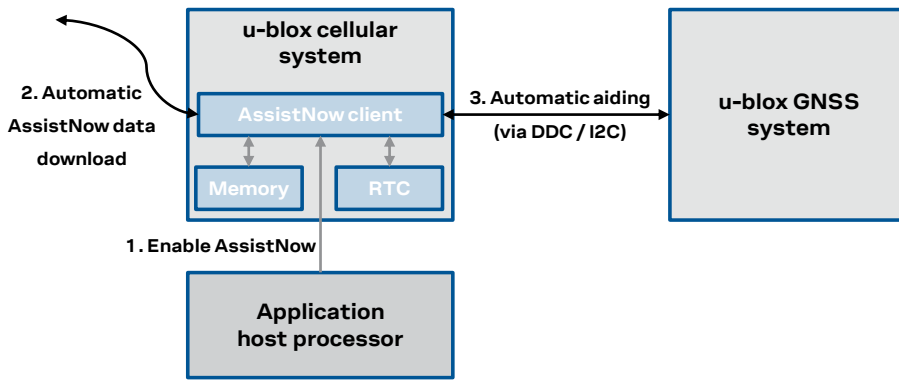 u-blox cellular
system
2. Automatic
AssistNow data
download
AssistNow client
3. Automatic aiding
(via DDC / I2C)
u-blox GNSS
system
Memory
RTC
1. Enable AssistNow
Application
host processor